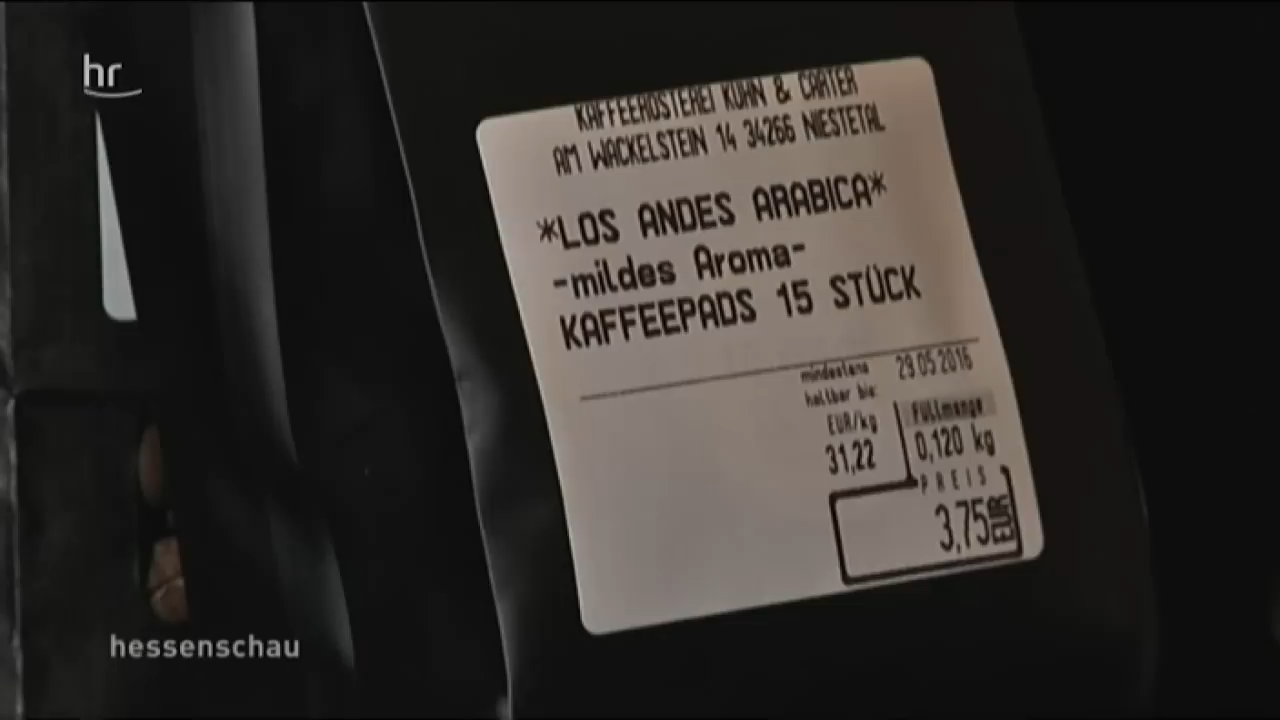 hr
KAFFEERÖSTEREI KÜHN & CARTER
AM WACKELSTEIN 14 34266 NIESTETAL
*LOS ANDES ARABICA*
-mildes Aroma-
KAFFEEPADS 15 STÜCK
mindestens
haltbar bis:
29.05.2016
EUR/kg
31,22
Füllmenge
0,120 kg
PREIS
3,75 EUR
hessenschau